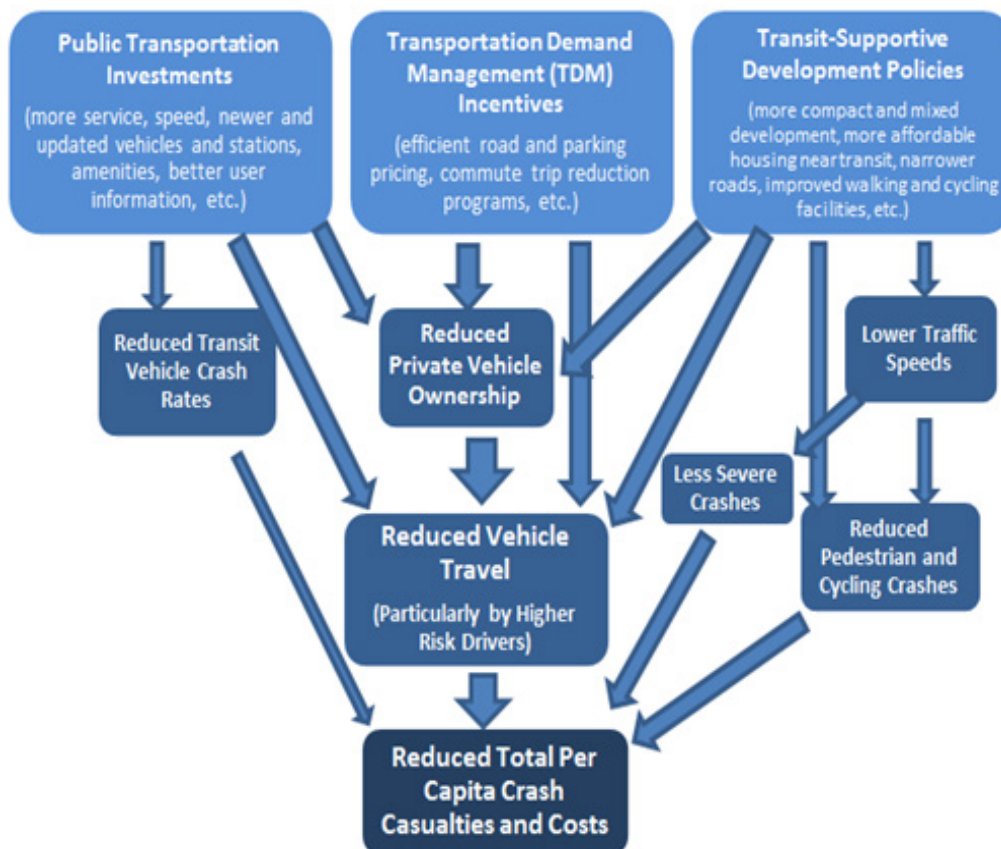 Public Transportation
Investments
(more service, speed, newer and
updated vehicles and stations,
amenities, better user
information, etc.)
Transportation Demand
Management (TDM)
Incentives
(efficient road and parking
pricing, commute trip reduction
programs, etc.)
Transit-Supportive
Development Policies
(more compact and mixed
development, more affordable
housing near transit, narrower
roads, improved walking and cycling
facilities, etc.)
Reduced Transit
Vehicle Crash
Rates
Reduced
Private Vehicle
Ownership
Lower Traffic
Speeds
Less Severe
Crashes
Reduced Vehicle
Travel
(Particularly by Higher
Risk Drivers)
Reduced
Pedestrian and
Cycling Crashes
Reduced Total Per
Capita Crash
Casualties and Costs